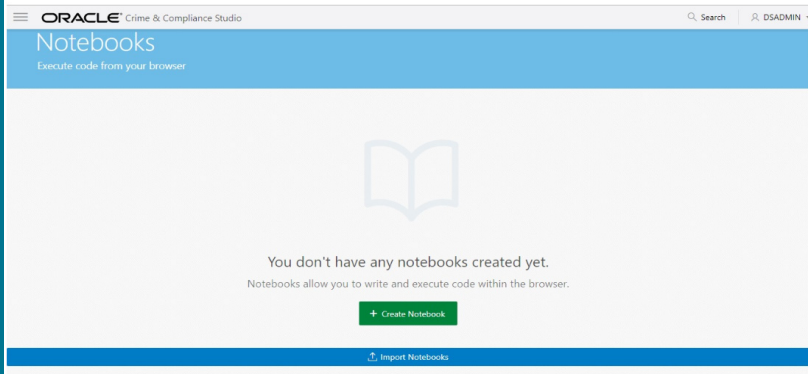 ORACLE® Crime & Compliance Studio
Search
DSADMIN
Notebooks
Execute code from your browser
You don't have any notebooks created yet.
Notebooks allow you to write and execute code within the browser.
+ Create Notebook
Import Notebooks